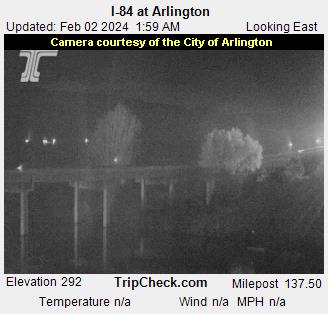 I-84 at Arlington
Updated: Feb 02 2024 1:59 AM Looking East
Camera courtesy of the City of Arlington
Elevation 292 TripCheck.com Milepost 137.50
Temperature n/a Wind n/a MPH n/a